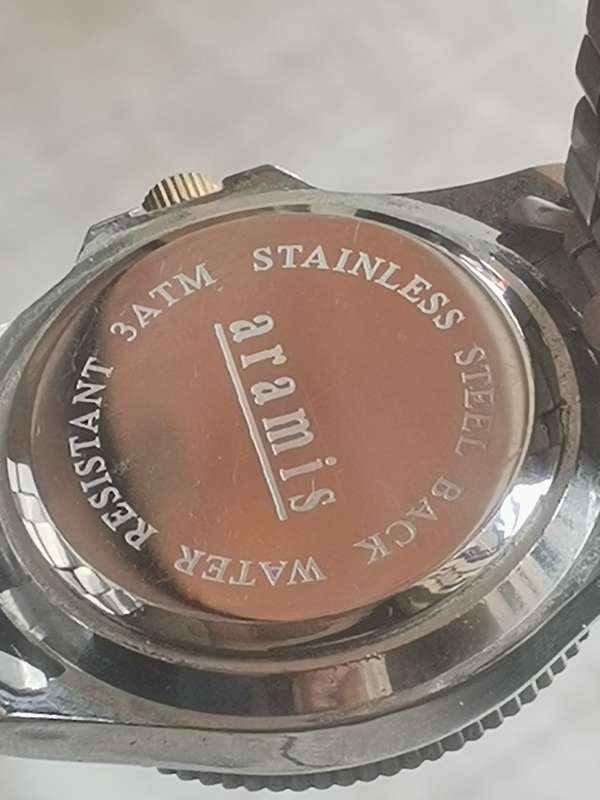 aramis
STAINLESS STEEL BACK WATER RESISTANT 3ATM